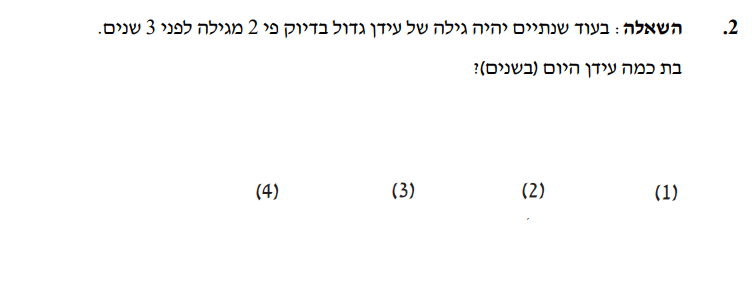 2. השאלה : בעוד שנתיים יהיה גילה של עידן גדול בדיוק פי 2 מגילה לפני 3 שנים.
בת כמה עידן היום (בשנים)?
(1) (2) (3) (4)